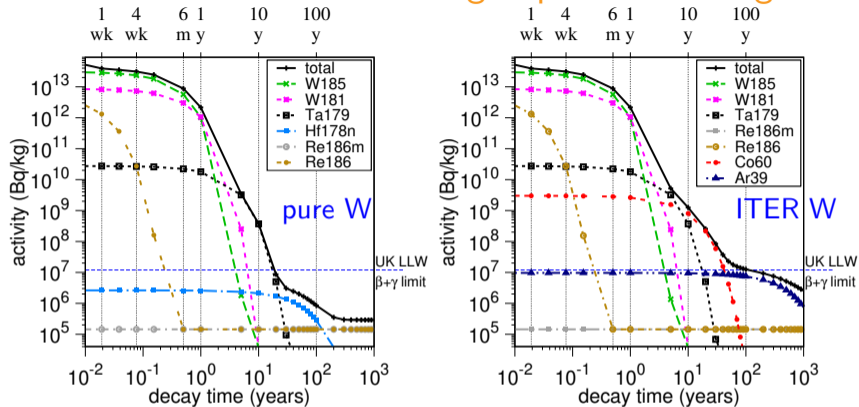 1 4 6 1 10 100
wk wk m y y y
activity (Bq/kg)
10^13
10^12
10^11
10^10
10^9
10^8
10^7
10^6
10^5
total
W185
W181
Ta179
Hf178n
Re186m
Re186
pure W
UK LLW
β+γ limit
10^-2 10^-1 10^0 10^1 10^2 10^3
decay time (years)
1 4 6 1 10 100
wk wk m y y y
activity (Bq/kg)
10^13
10^12
10^11
10^10
10^9
10^8
10^7
10^6
10^5
total
W185
W181
Ta179
Re186m
Re186
Co60
Ar39
ITER W
UK LLW
β+γ limit
10^-2 10^-1 10^0 10^1 10^2 10^3
decay time (years)